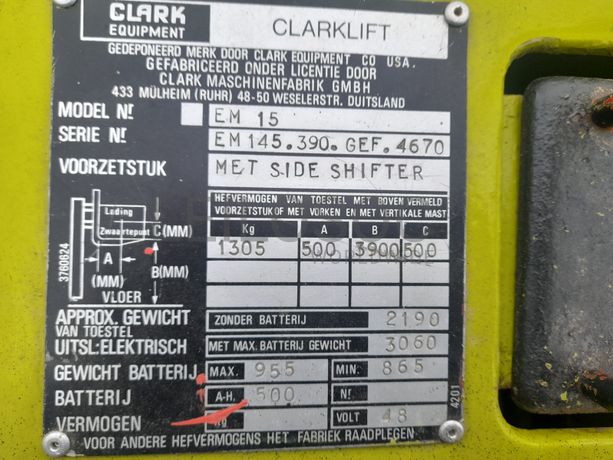 CLARK
EQUIPMENT
CLARKLIFT
GEDEPONEERD MERK DOOR CLARK EQUIPMENT CO USA.
GEFABRICEERD ONDER LICENTIE DOOR
CLARK MASCHINENFABRIK GMBH
433 MÜLHEIM (RUHR) 48-50 WESELERSTR. DUITSLAND
MODEL Nr. EM 15
SERIE Nr. EM145.390.GEF.4670
VOORZETSTUK MET SIDE SHIFTER
HEFVERMOGEN VAN TOESTEL MET BOVEN VERMELD
VOORZETSTUK OF MET VORKEN EN MET VERTIKALE MAST
Kg A B C
1305 500 3900 500
Lading
Zwaartepunt C(MM)
A
(MM) B(MM)
VLOER
3760624
APPROX. GEWICHT ZONDER BATTERIJ 2190
VAN TOESTEL
UITSL: ELEKTRISCH MET MAX. BATTERIJ GEWICHT 3060
GEWICHT BATTERIJ MAX. 955 MIN. 865
BATTERIJ A-H. 500 Nr.
VERMOGEN Kg VOLT 48
4201
VOOR ANDERE HEFVERMOGENS HET FABRIEK RAADPLEGEN